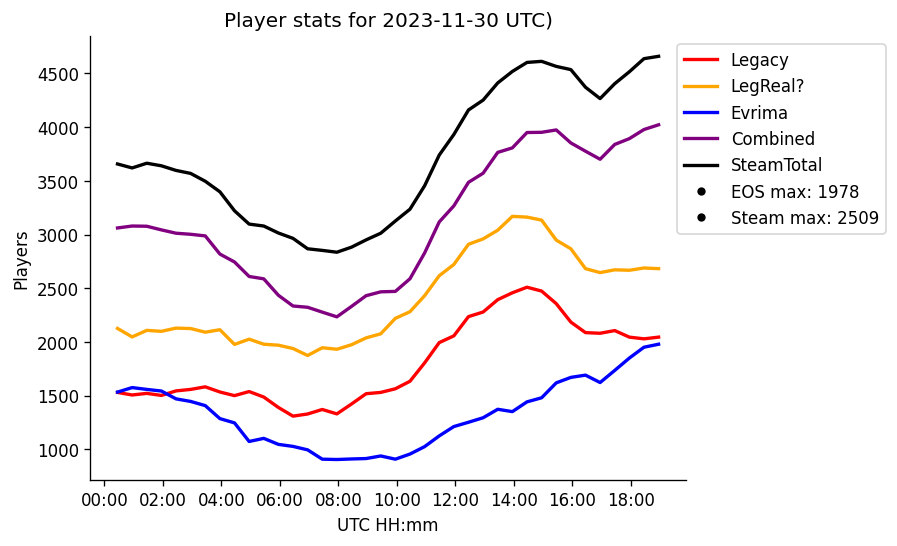 Player stats for 2023-11-30 UTC)
Players
4500
4000
3500
3000
2500
2000
1500
1000
00:00 02:00 04:00 06:00 08:00 10:00 12:00 14:00 16:00 18:00
UTC HH:mm
Legacy
LegReal?
Evrima
Combined
SteamTotal
EOS max: 1978
Steam max: 2509